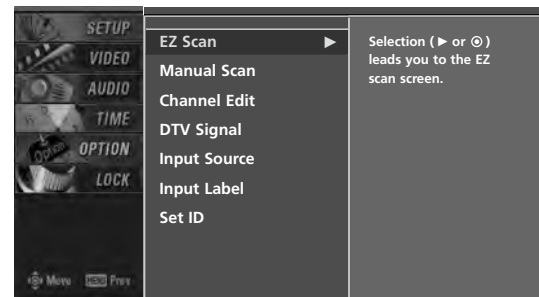 SETUP
VIDEO
AUDIO
TIME
OPTION
LOCK
Move MENU Prev
EZ Scan ►
Manual Scan
Channel Edit
DTV Signal
Input Source
Input Label
Set ID
Selection ( ► or ⊙ )
leads you to the EZ
scan screen.